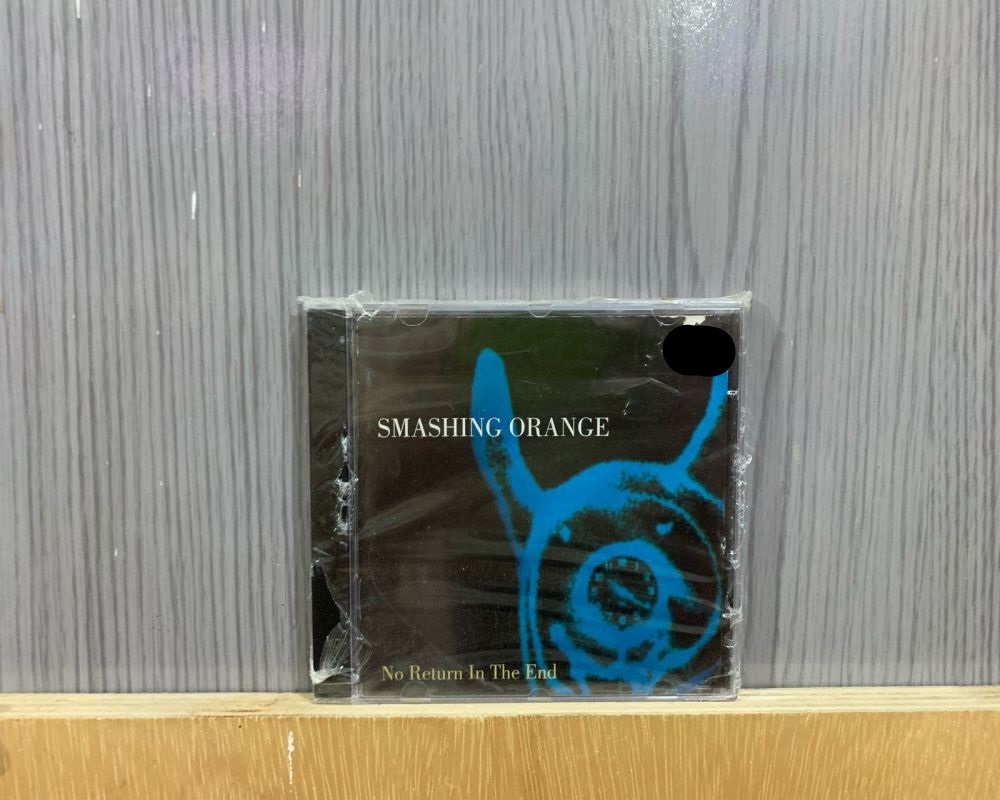 SMASHING ORANGE
No Return In The End